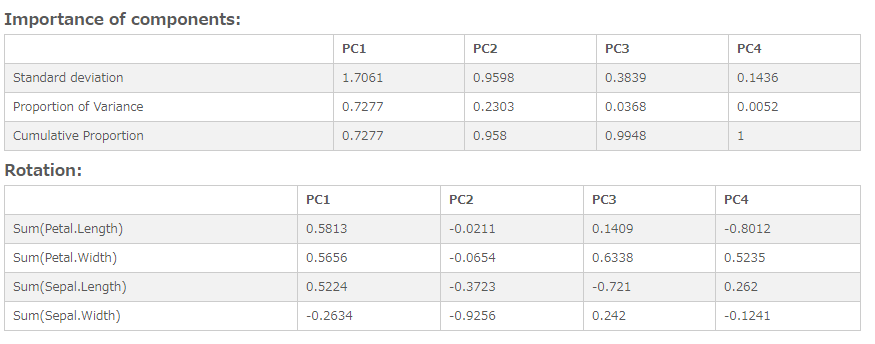 Importance of components:
PC1 PC2 PC3 PC4
Standard deviation 1.7061 0.9598 0.3839 0.1436
Proportion of Variance 0.7277 0.2303 0.0368 0.0052
Cumulative Proportion 0.7277 0.958 0.9948 1
Rotation:
PC1 PC2 PC3 PC4
Sum(Petal.Length) 0.5813 -0.0211 0.1409 -0.8012
Sum(Petal.Width) 0.5656 -0.0654 0.6338 0.5235
Sum(Sepal.Length) 0.5224 -0.3723 -0.721 0.262
Sum(Sepal.Width) -0.2634 -0.9256 0.242 -0.1241